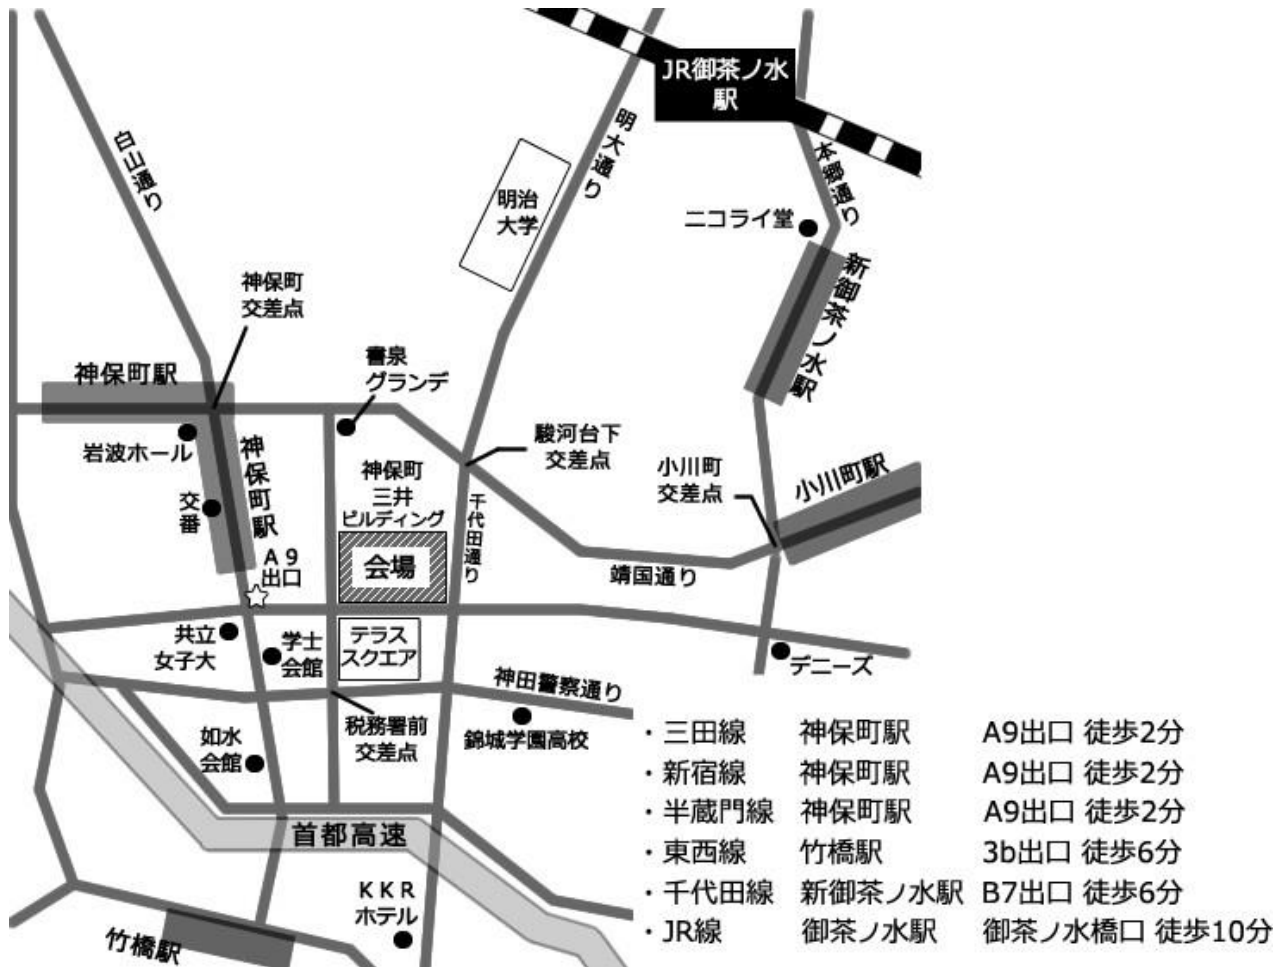 JR御茶ノ水
駅
明大通り
白山通り
本郷通り
明治
大学
ニコライ堂
新御茶ノ水駅
神保町
交差点
書泉
グランデ
神保町駅
岩波ホール
神保町駅
交番
駿河台下
交差点
神保町
三井
ビルディング
会場
千代田通り
小川町
交差点
小川町駅
靖国通り
A9
出口
共立
女子大
学士
会館
テラス
スクエア
デニーズ
神田警察通り
税務署前
交差点
錦城学園高校
如水
会館
首都高速
KKR
ホテル
竹橋駅
・三田線 神保町駅 A9出口 徒歩2分
・新宿線 神保町駅 A9出口 徒歩2分
・半蔵門線 神保町駅 A9出口 徒歩2分
・東西線 竹橋駅 3b出口 徒歩6分
・千代田線 新御茶ノ水駅 B7出口 徒歩6分
・JR線 御茶ノ水駅 御茶ノ水橋口 徒歩10分